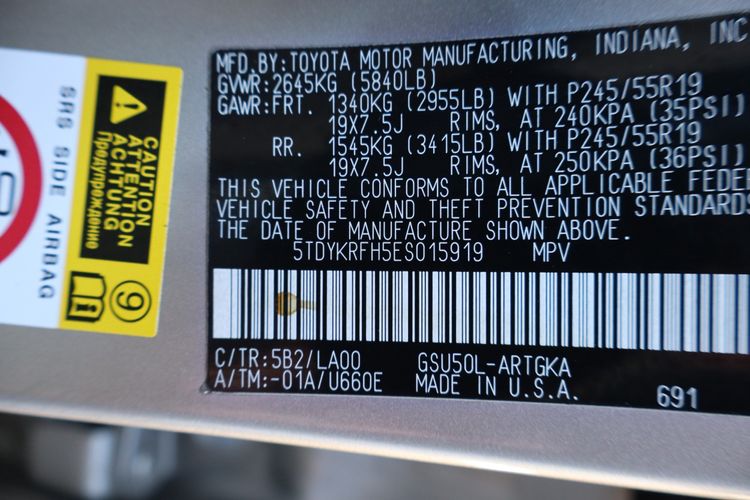 MFD. BY: TOYOTA MOTOR MANUFACTURING, INDIANA, INC
GVWR: 2645KG (5840LB)
GAWR: FRT. 1340KG (2955LB) WITH P245/55R19
19X7.5J RIMS, AT 240KPA (35PSI)
RR. 1545KG (3415LB) WITH P245/55R19
19X7.5J RIMS, AT 250KPA (36PSI)
THIS VEHICLE CONFORMS TO ALL APPLICABLE FEDE
VEHICLE SAFETY AND THEFT PREVENTION STANDARDS
THE DATE OF MANUFACTURE SHOWN ABOVE.
5TDYKRFH5ES015919 MPV
C/TR: 5B2/LA00 GSU50L-ARTGKA
A/TM: -01A/U660E MADE IN U.S.A.
691
SRS SIDE AIRBAG
CAUTION
ATTENTION
ACHTUNG
Предупреждение
i 9